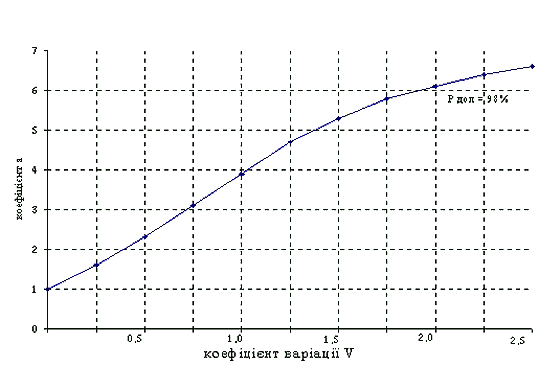 7
6
Р доп = 98%
5
4
3
2
1
0
коефіцієнт а
0,5 1,0 1,5 2,0 2,5
коефіцієнт варіації V